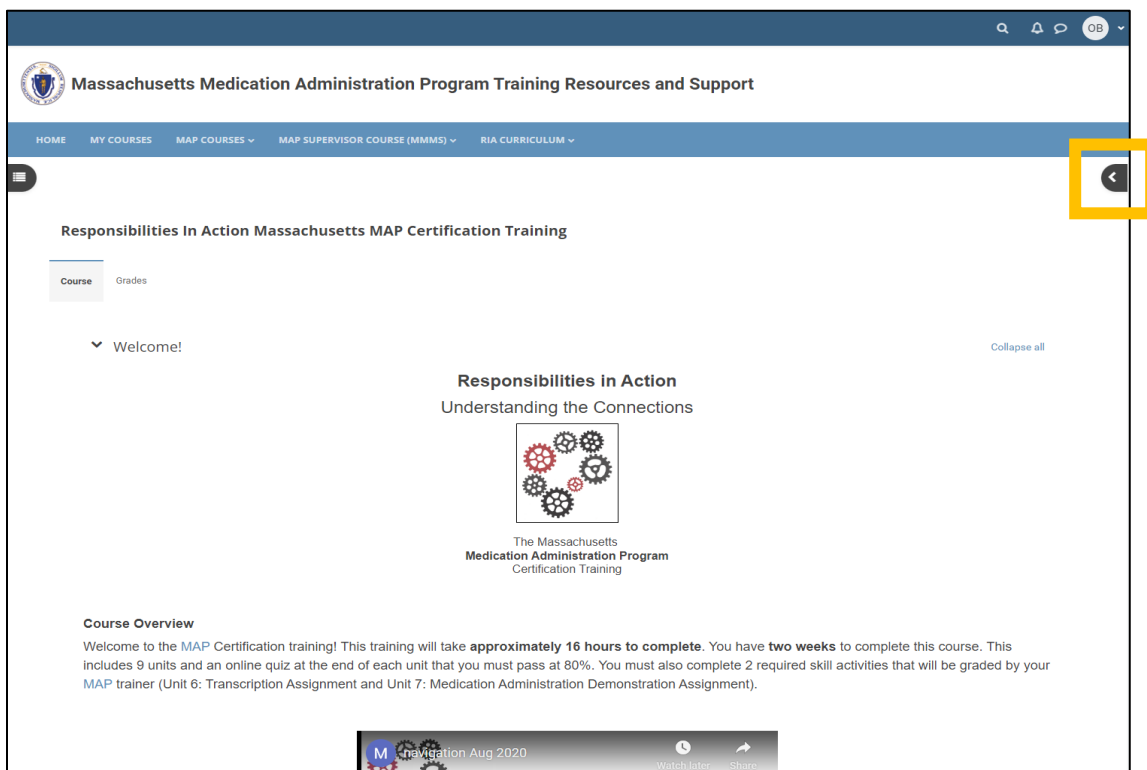 OB
Massachusetts Medication Administration Program Training Resources and Support
HOME MY COURSES MAP COURSES MAP SUPERVISOR COURSE (MMMS) RIA CURRICULUM
Responsibilities In Action Massachusetts MAP Certification Training
Course Grades
Welcome! Collapse all
Responsibilities in Action
Understanding the Connections
The Massachusetts
Medication Administration Program
Certification Training
Course Overview
Welcome to the MAP Certification training! This training will take approximately 16 hours to complete. You have two weeks to complete this course. This
includes 9 units and an online quiz at the end of each unit that you must pass at 80%. You must also complete 2 required skill activities that will be graded by your
MAP trainer (Unit 6: Transcription Assignment and Unit 7: Medication Administration Demonstration Assignment).
M navigation Aug 2020
Watch later Share